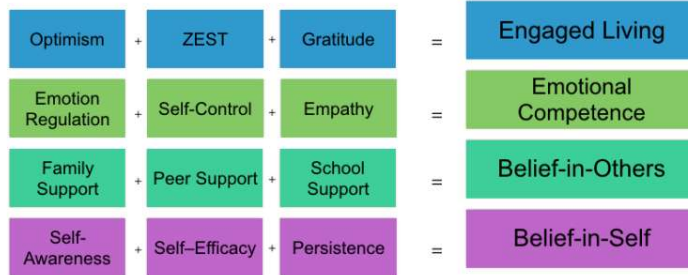 Optimism + ZEST + Gratitude = Engaged Living
Emotion Regulation + Self-Control + Empathy = Emotional Competence
Family Support + Peer Support + School Support = Belief-in-Others
Self-Awareness + Self–Efficacy + Persistence = Belief-in-Self